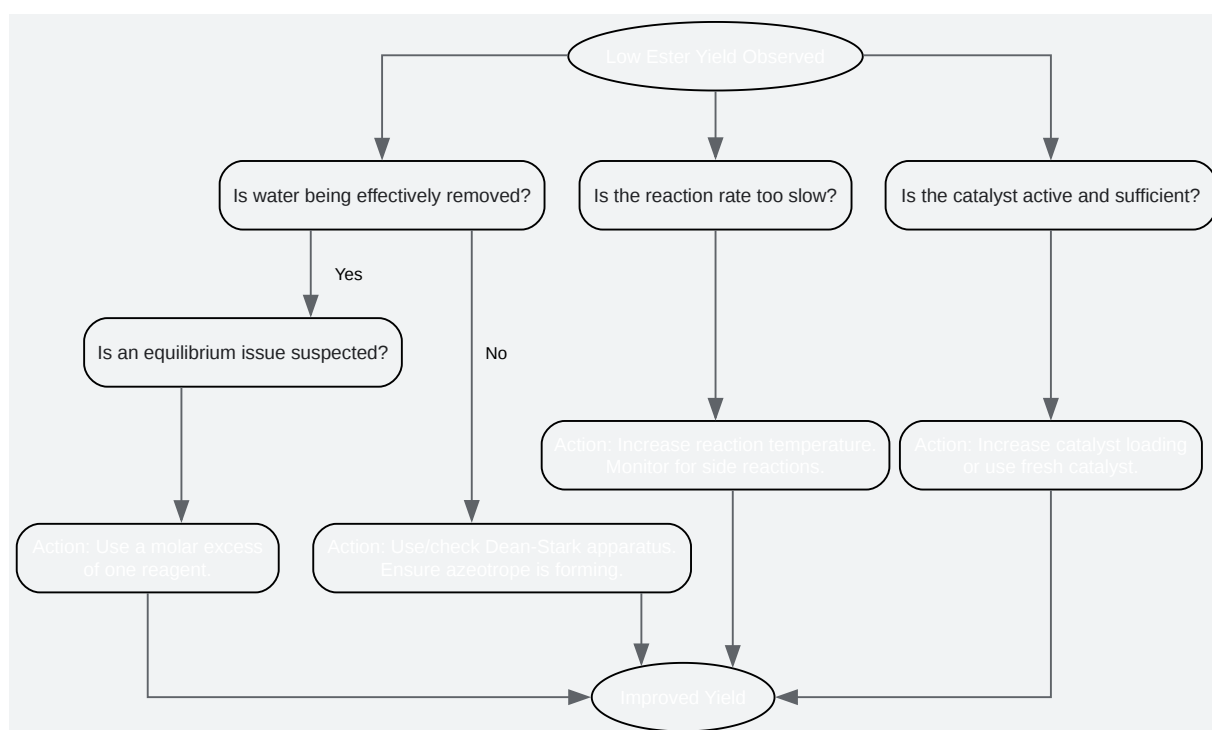 Low Ester Yield Observed
Is water being effectively removed?
Is the reaction rate too slow?
Is the catalyst active and sufficient?
Yes
Is an equilibrium issue suspected?
No
Action: Increase reaction temperature.
Monitor for side reactions.
Action: Increase catalyst loading
or use fresh catalyst.
Action: Use a molar excess
of one reagent.
Action: Use/check Dean-Stark apparatus.
Ensure azeotrope is forming.
Improved Yield